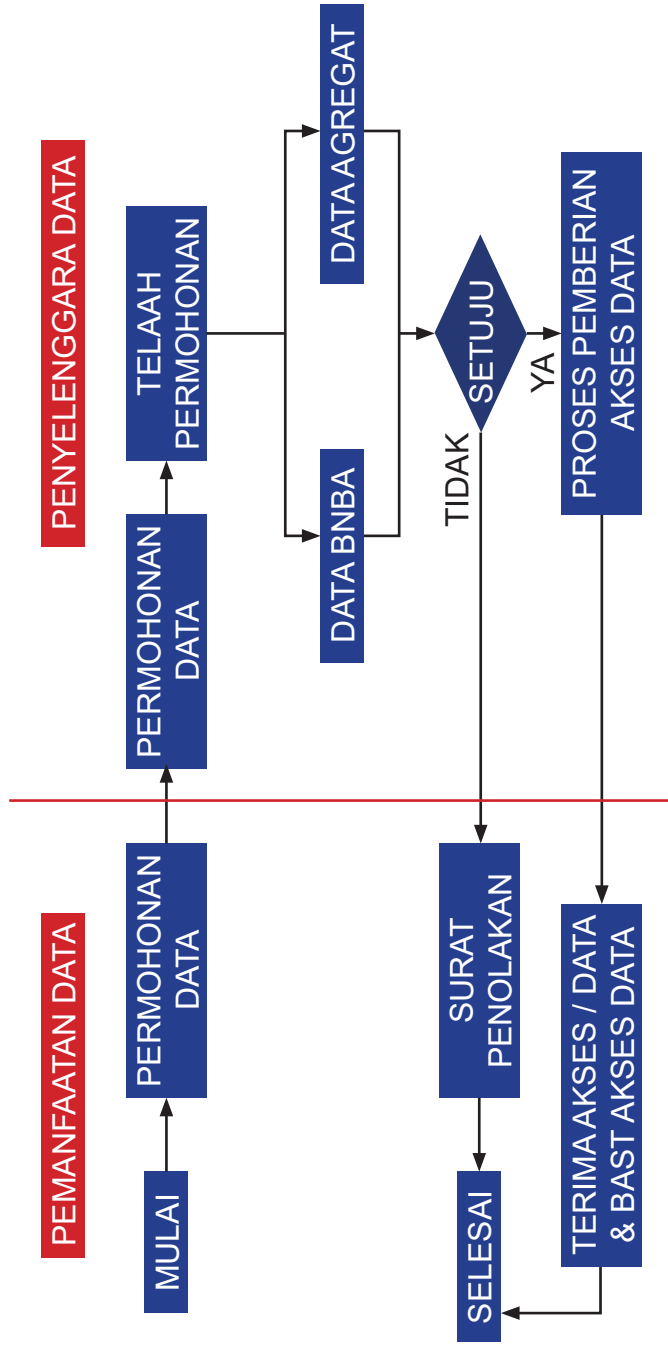 PEMANFAATAN DATA
PENYELENGGARA DATA
MULAI
PERMOHONAN
DATA
PERMOHONAN
DATA
TELAAH
PERMOHONAN
DATA BNBA
DATA AGREGAT
SETUJU
TIDAK
YA
SURAT
PENOLAKAN
SELESAI
PROSES PEMBERIAN
AKSES DATA
TERIMA AKSES / DATA
& BAST AKSES DATA